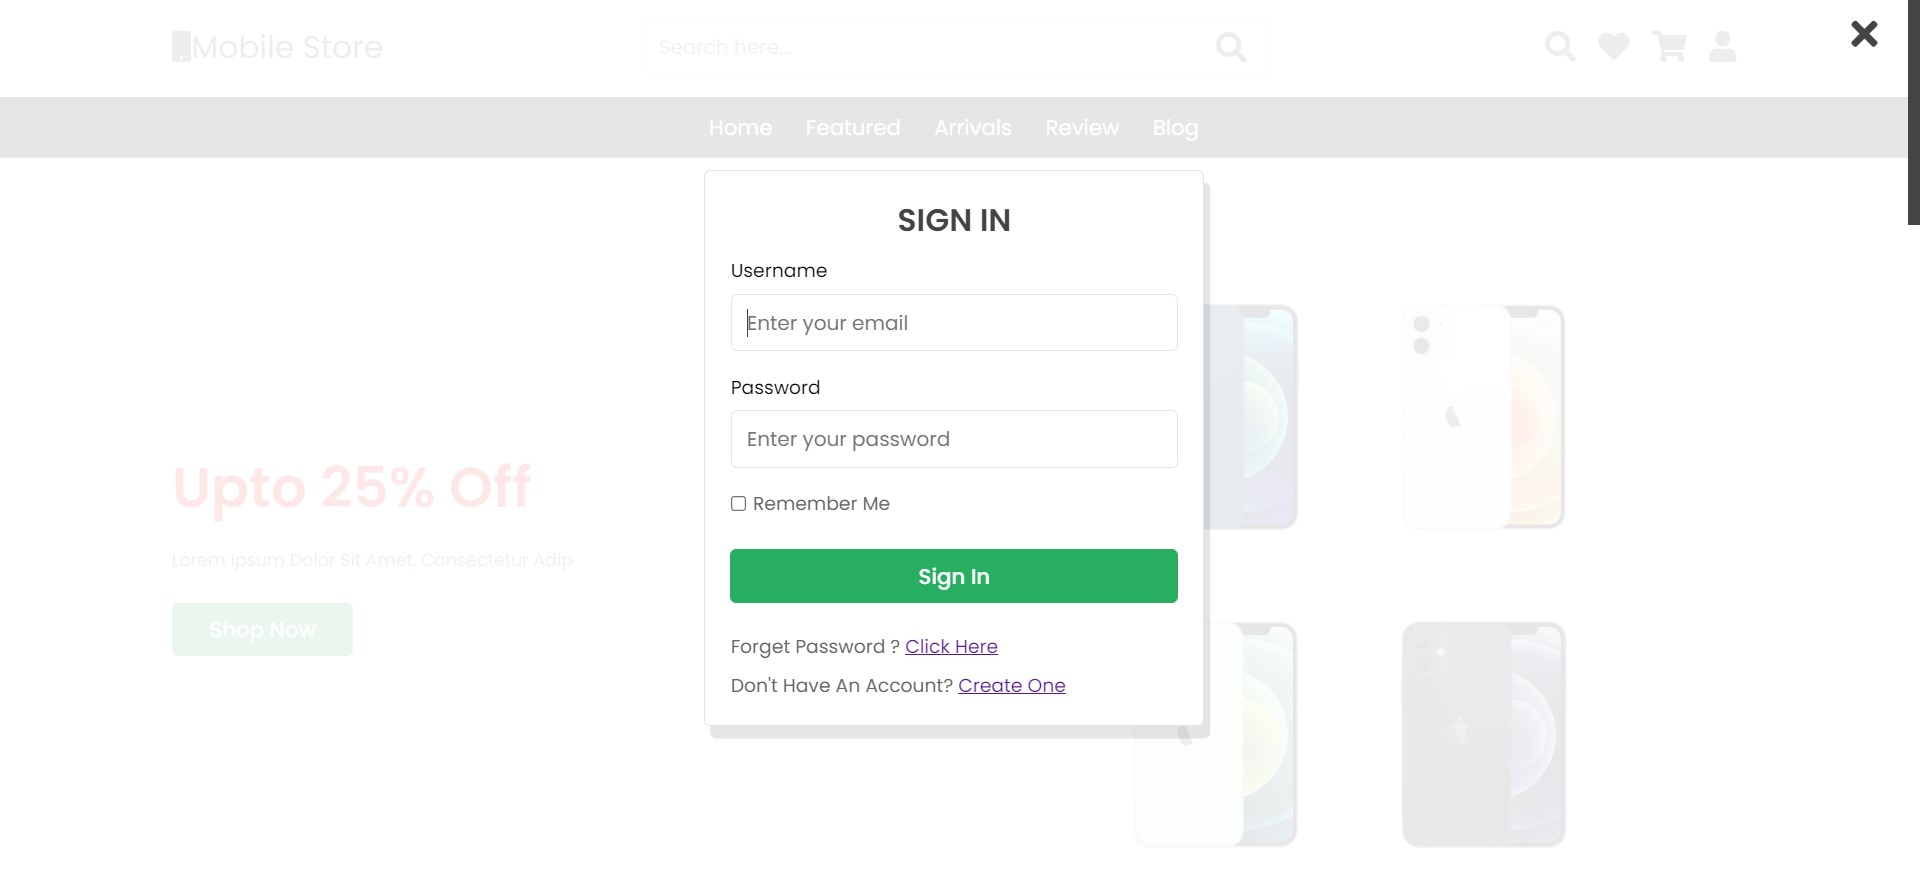 Mobile Store
Search here...
Home Featured Arrivals Review Blog
SIGN IN
Username
Enter your email
Password
Enter your password
Remember Me
Sign In
Forget Password ? Click Here
Don't Have An Account? Create One
Upto 25% Off
Lorem Ipsum Dolor Sit Amet, Consectetur Adip
Shop Now